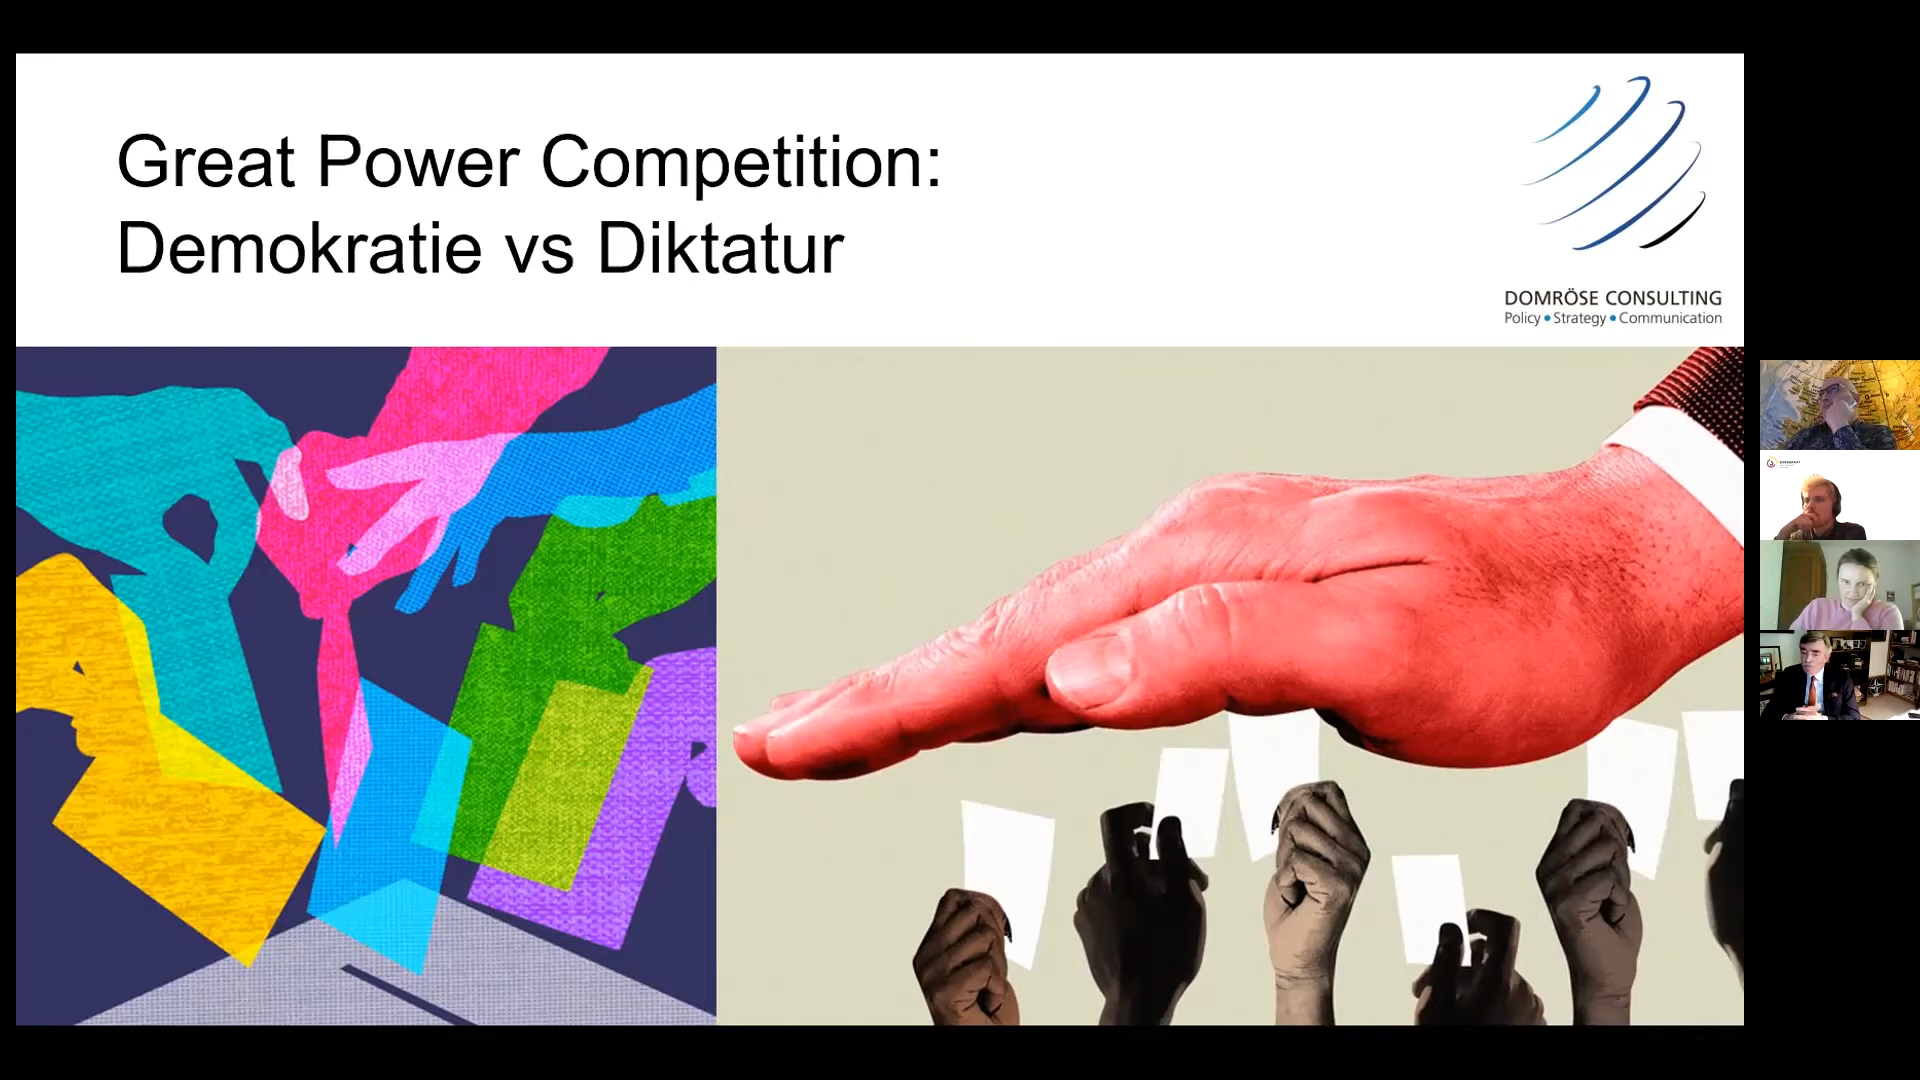 Great Power Competition:
Demokratie vs Diktatur
DOMRÖSE CONSULTING
Policy • Strategy • Communication